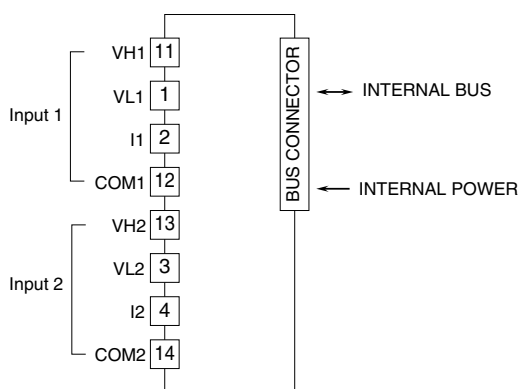 VH1 11
VL1 1
Input 1
I1 2
COM1 12
VH2 13
VL2 3
Input 2
I2 4
COM2 14
BUS CONNECTOR
INTERNAL BUS
INTERNAL POWER